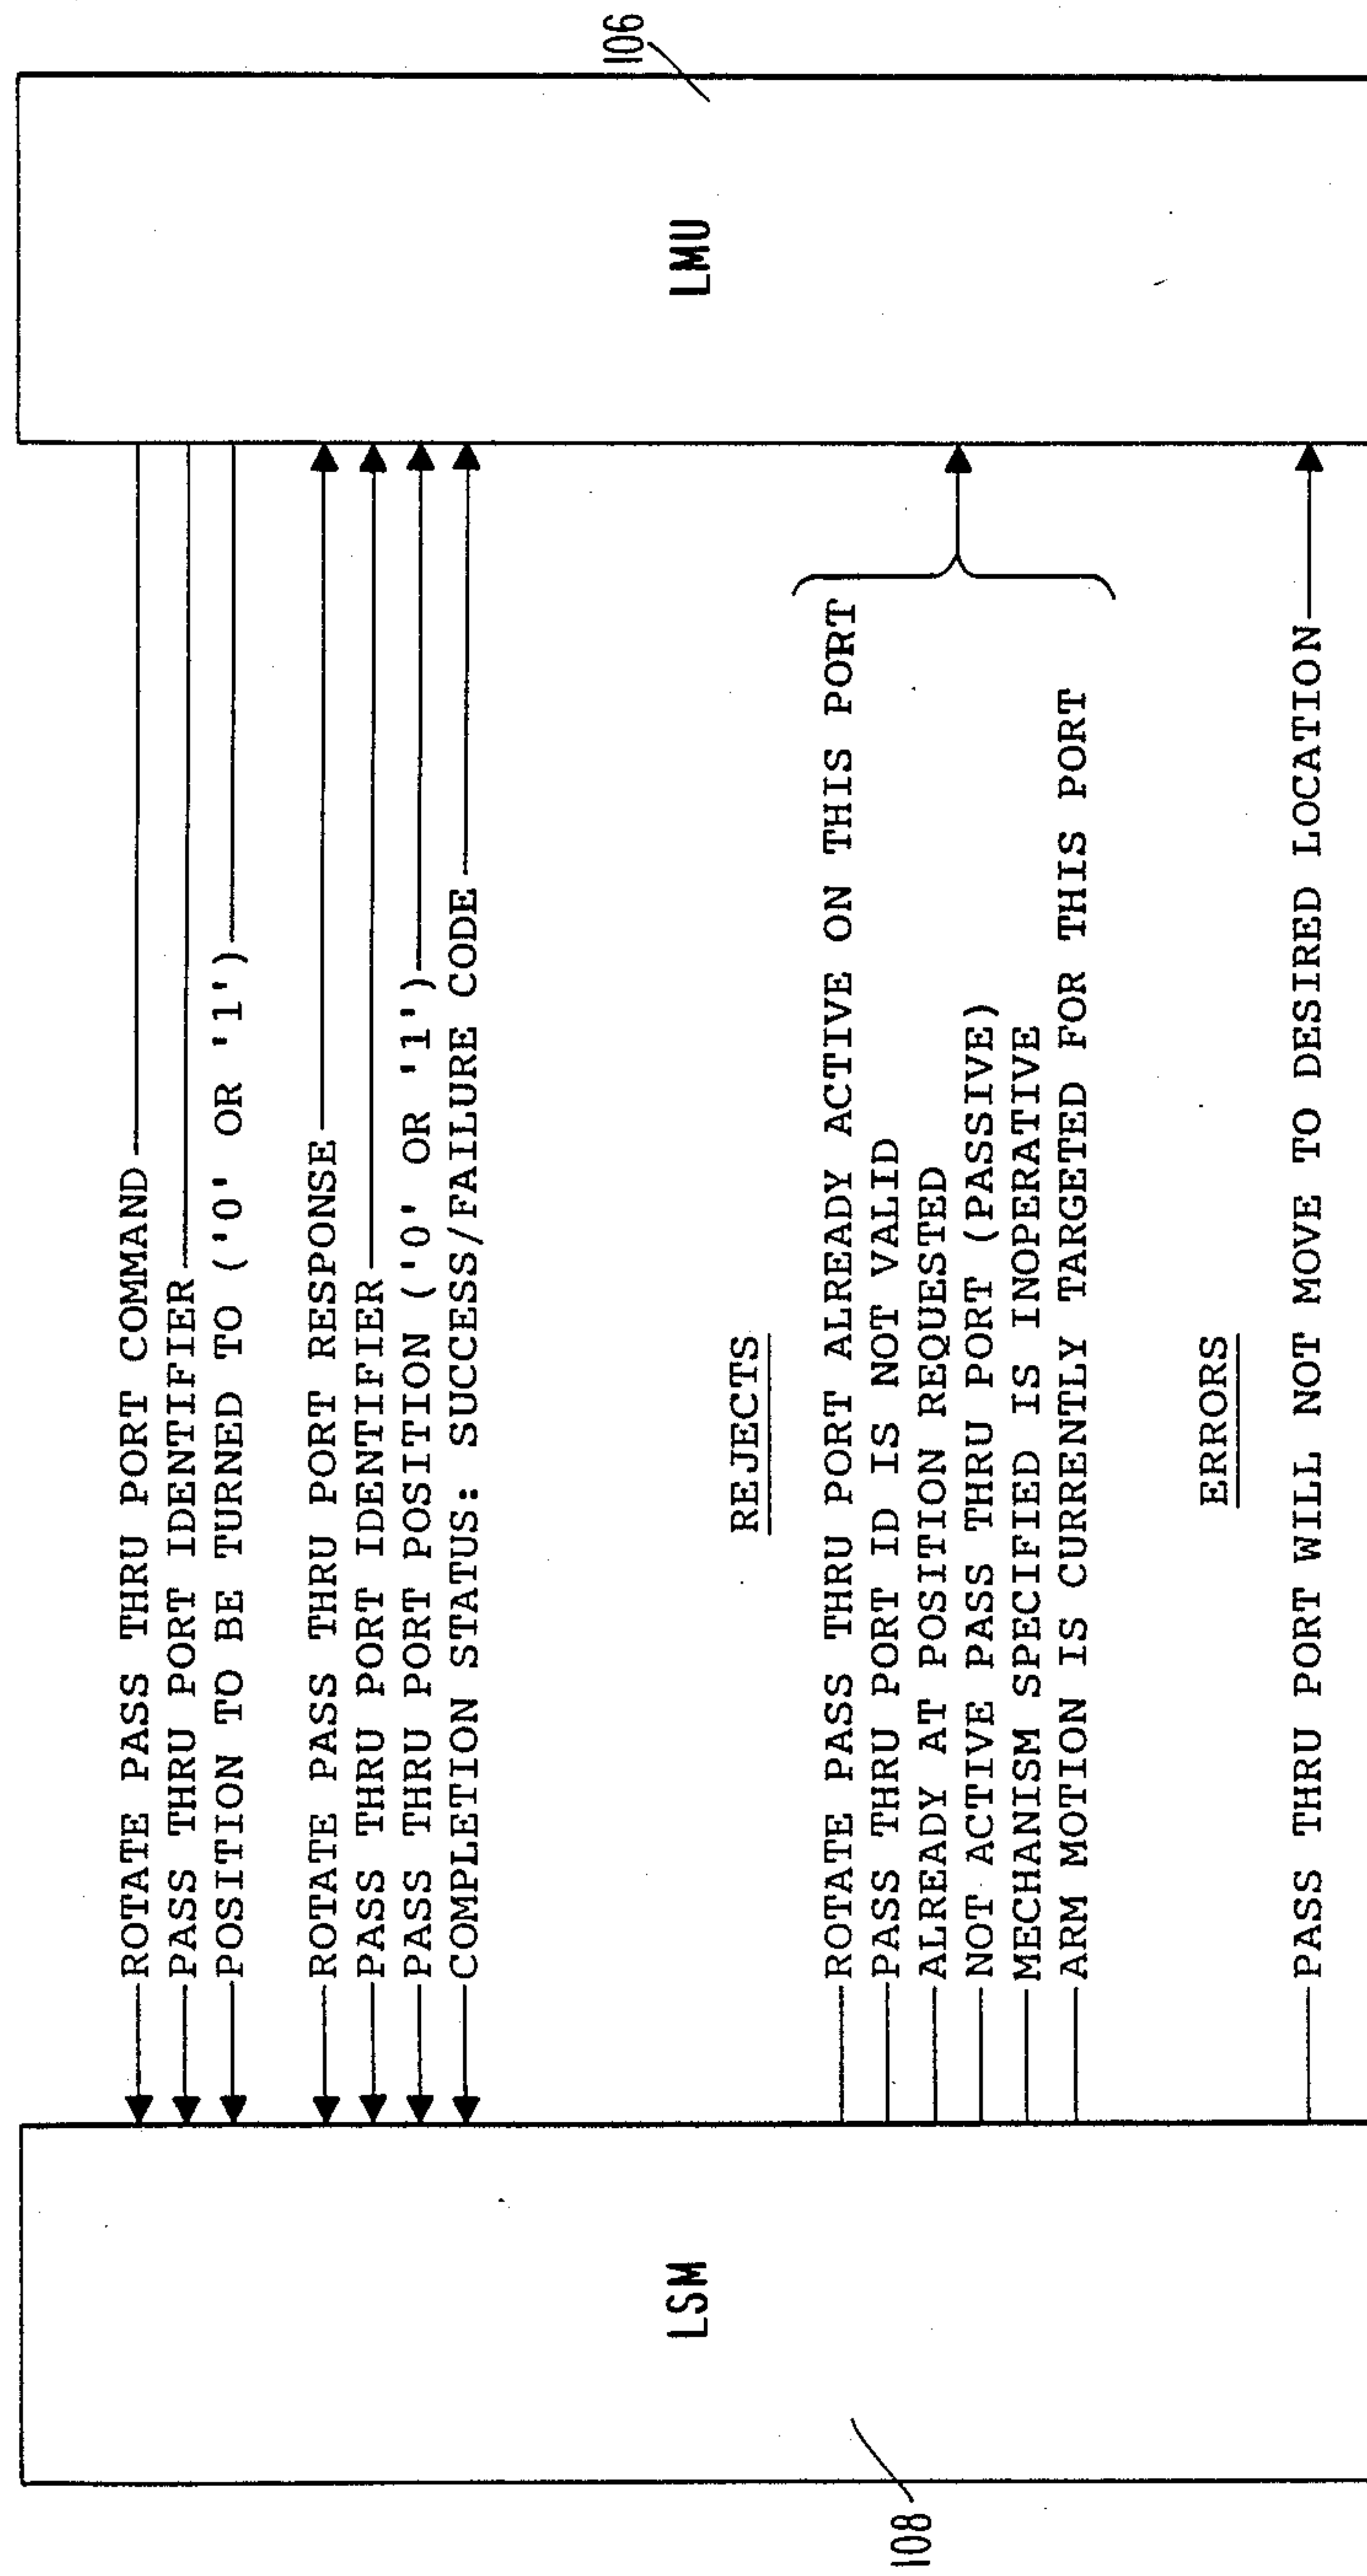 ROTATE PASS THRU PORT COMMAND
PASS THRU PORT IDENTIFIER
POSITION TO BE TURNED TO ('0' OR '1')
ROTATE PASS THRU PORT RESPONSE
PASS THRU PORT IDENTIFIER
PASS THRU PORT POSITION ('0' OR '1')
COMPLETION STATUS: SUCCESS/FAILURE CODE
106
LSM
LMU
REJECTS
ROTATE PASS THRU PORT ALREADY ACTIVE ON THIS PORT
PASS THRU PORT ID IS NOT VALID
ALREADY AT POSITION REQUESTED
NOT ACTIVE PASS THRU PORT (PASSIVE)
MECHANISM SPECIFIED IS INOPERATIVE
ARM MOTION IS CURRENTLY TARGETED FOR THIS PORT
108
ERRORS
PASS THRU PORT WILL NOT MOVE TO DESIRED LOCATION